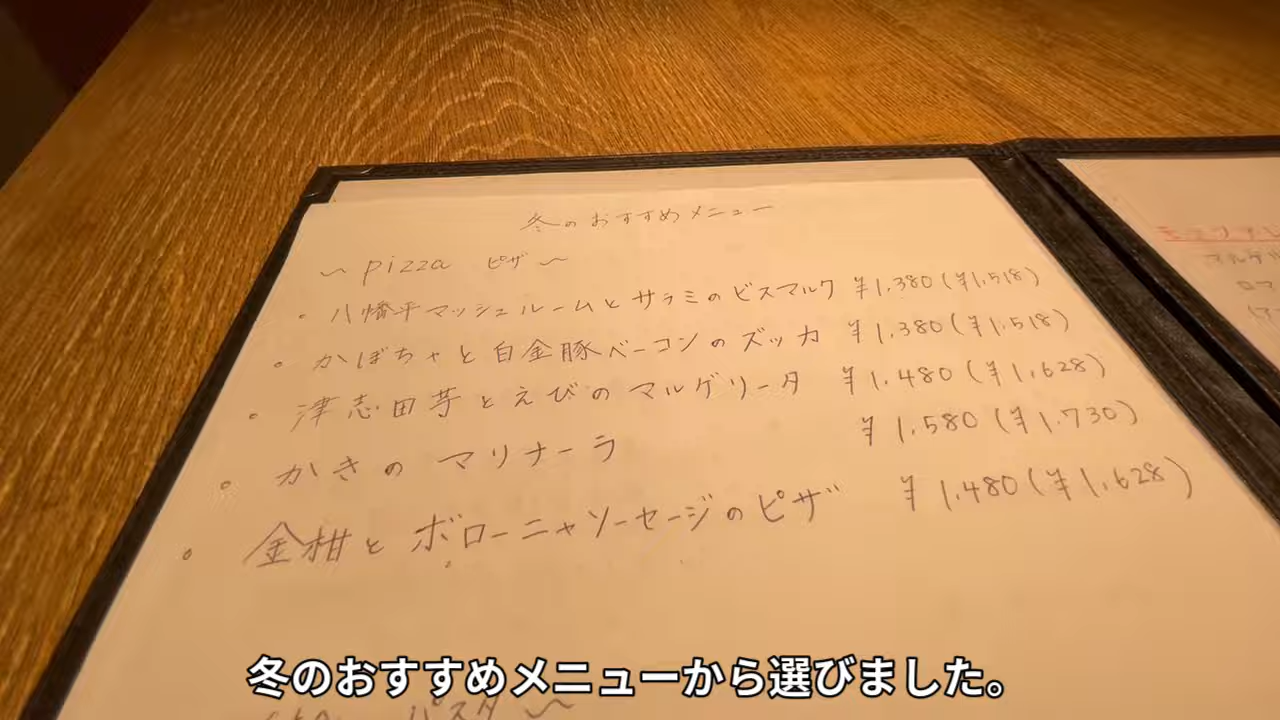 冬のおすすめメニュー
〜 pizza ピザ 〜
・八幡平マッシュルームとサラミのビスマルク ¥1.380(¥1.518)
・かぼちゃと白金豚ベーコンのズッカ ¥1.380(¥1.518)
・津志田芋とえびのマルゲリータ ¥1.480(¥1.628)
・かきのマリナーラ ¥1.580(¥1.730)
・金柑とボローニャソーセージのピザ ¥1.480(¥1.628)
パスタ 〜
冬のおすすめメニューから選びました。